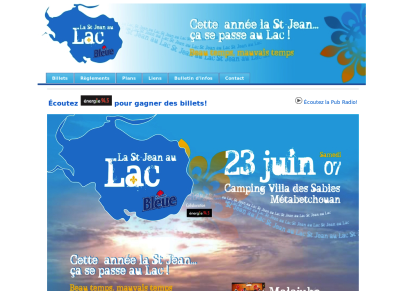 La St Jean au
Lac
Bleue
Cette année la St Jean...
ça se passe au Lac !
Beau temps, mauvais temps
Billets
Règlements
Plans
Liens
Bulletin d'infos
Contact
Écoutez énergie pour gagner des billets!
Écoutez la Pub Radio!
La St Jean au
Lac
Bleue
énergie
23 juin Samedi 07
Camping Villa des Sables
Métabetchouan
Cette année la St Jean...
ça se passe au Lac !
Beau temps, mauvais temps